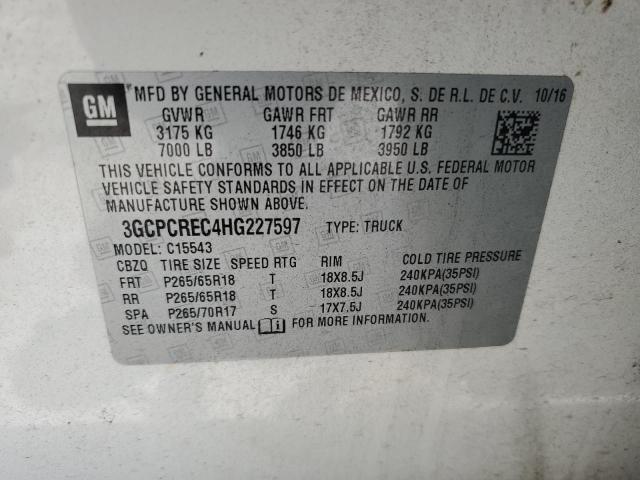 GM
MFD BY GENERAL MOTORS DE MEXICO, S. DE R.L. DE C.V. 10/16
GVWR GAWR FRT GAWR RR
3175 KG 1746 KG 1792 KG
7000 LB 3850 LB 3950 LB
THIS VEHICLE CONFORMS TO ALL APPLICABLE U.S. FEDERAL MOTOR
VEHICLE SAFETY STANDARDS IN EFFECT ON THE DATE OF
MANUFACTURE SHOWN ABOVE.
3GCPCREC4HG227597 TYPE: TRUCK
MODEL: C15543
CBZQ TIRE SIZE SPEED RTG RIM COLD TIRE PRESSURE
FRT P265/65R18 T 18X8.5J 240KPA(35PSI)
RR P265/65R18 T 18X8.5J 240KPA(35PSI)
SPA P265/70R17 S 17X7.5J 240KPA(35PSI)
SEE OWNER'S MANUAL FOR MORE INFORMATION.